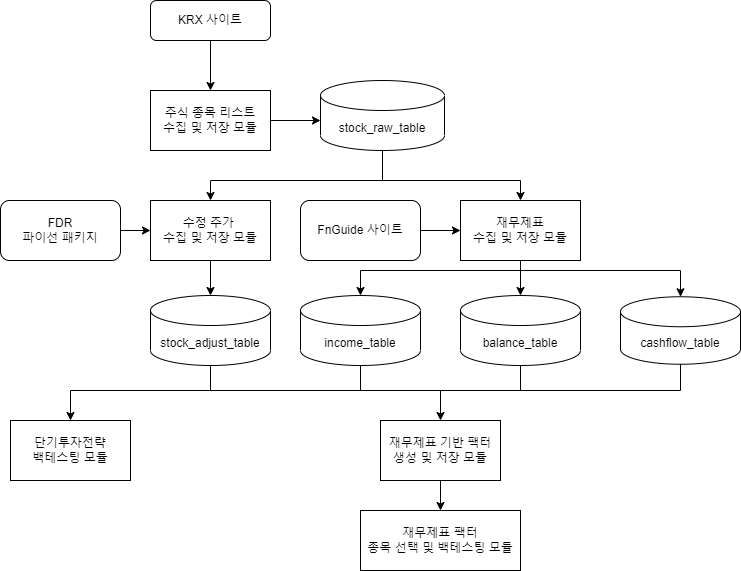 KRX 사이트
주식 종목 리스트
수집 및 저장 모듈
stock_raw_table
FDR
파이선 패키지
수정 주가
수집 및 저장 모듈
FnGuide 사이트
재무제표
수집 및 저장 모듈
stock_adjust_table
income_table
balance_table
cashflow_table
단기투자전략
백테스팅 모듈
재무제표 기반 팩터
생성 및 저장 모듈
재무제표 팩터
종목 선택 및 백테스팅 모듈